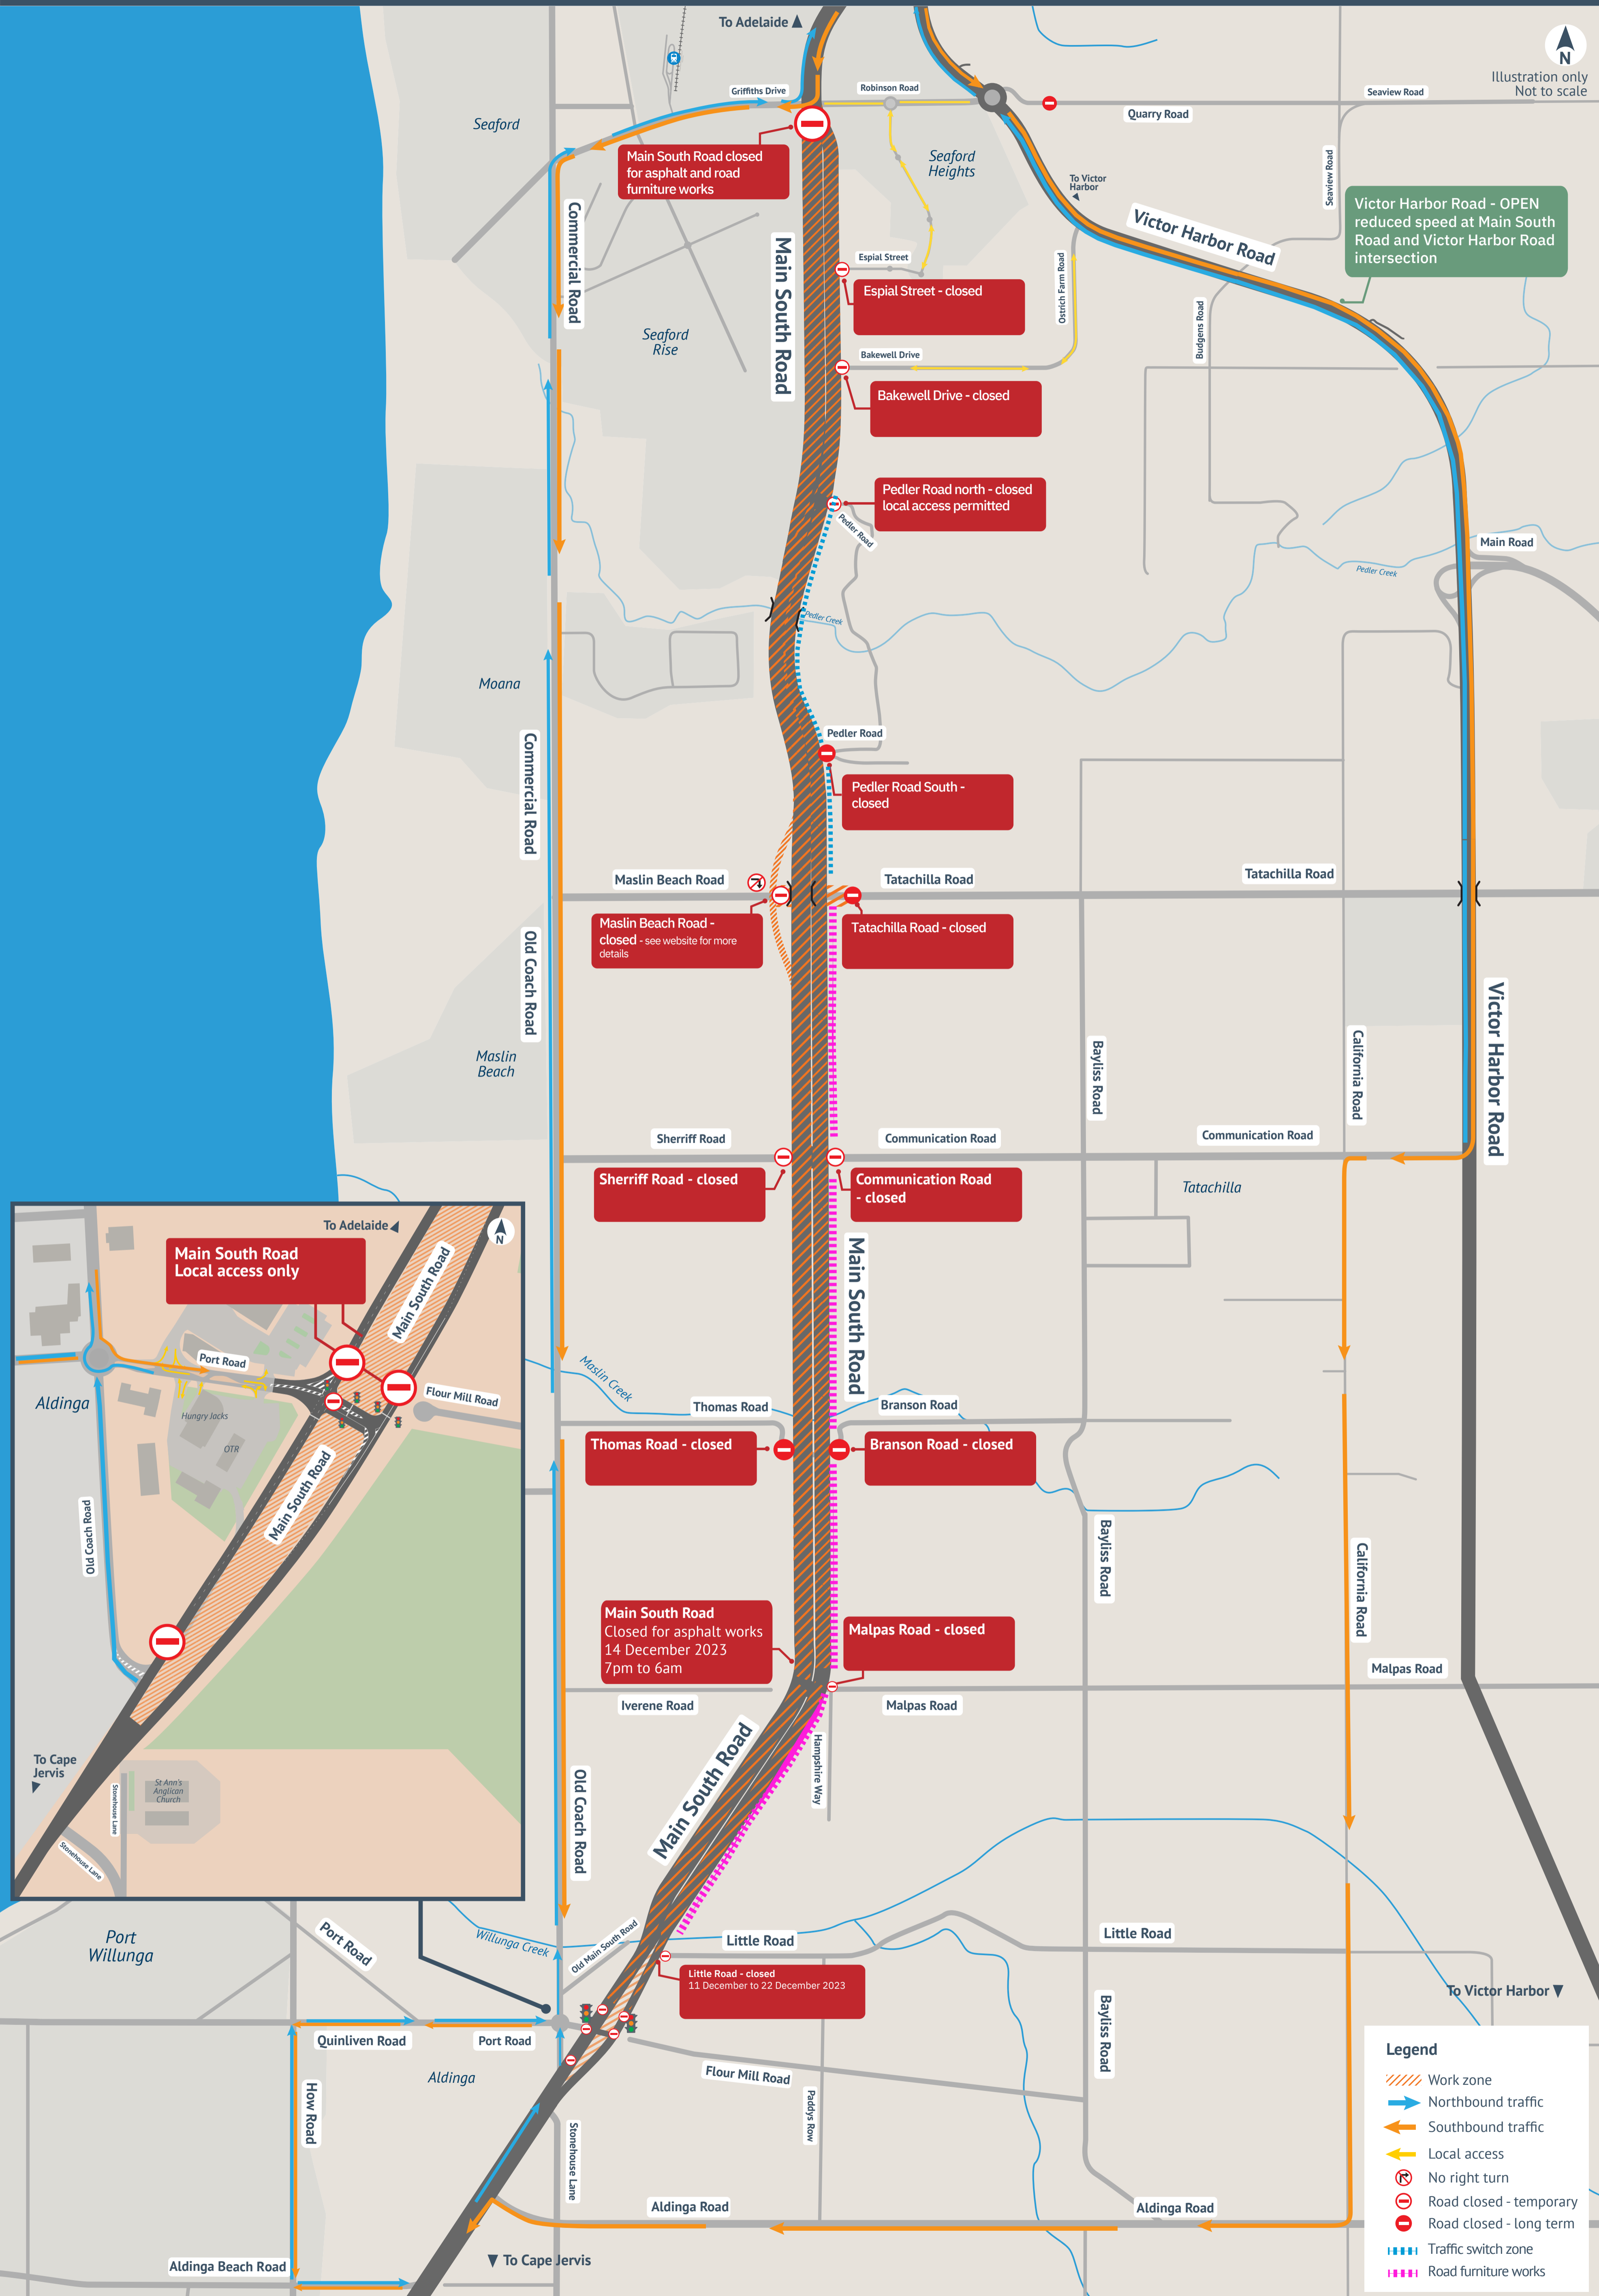 To Adelaide
N
Illustration only
Not to scale
Griffiths Drive
Robinson Road
Seaview Road
Quarry Road
Seaford
Main South Road closed
for asphalt and road
furniture works
Seaford
Heights
Seaview Road
To Victor
Harbor
Victor Harbor Road
Victor Harbor Road - OPEN
reduced speed at Main South
Road and Victor Harbor Road
intersection
Commercial Road
Main South Road
Espial Street
Espial Street - closed
Ostrich Farm Road
Budgens Road
Seaford
Rise
Bakewell Drive
Bakewell Drive - closed
Pedler Road north - closed
local access permitted
Pedler Road
Main Road
Pedler Creek
Pedler Creek
Moana
Pedler Road
Commercial Road
Pedler Road South -
closed
Maslin Beach Road
Tatachilla Road
Tatachilla Road
Maslin Beach Road -
closed - see website for more
details
Tatachilla Road - closed
Old Coach Road
Victor Harbor Road
Maslin
Beach
Bayliss Road
California Road
Sherriff Road
Communication Road
Communication Road
Sherriff Road - closed
Communication Road
- closed
Tatachilla
Main South Road
To Adelaide
N
Main South Road
Local access only
Main South Road
Port Road
Flour Mill Road
Aldinga
Hungry Jacks
OTR
Main South Road
Old Coach Road
To Cape
Jervis
St Ann's
Anglican
Church
Stonehouse Lane
Stonehouse Lane
Maslin Creek
Thomas Road
Branson Road
Thomas Road - closed
Branson Road - closed
Bayliss Road
California Road
Main South Road
Closed for asphalt works
14 December 2023
7pm to 6am
Malpas Road - closed
Malpas Road
Iverene Road
Malpas Road
Hampshire Way
Main South Road
Old Coach Road
Port
Willunga
Port Road
Willunga Creek
Old Main South Road
Little Road
Little Road
Little Road - closed
11 December to 22 December 2023
To Victor Harbor
Quinliven Road
Port Road
Bayliss Road
Aldinga
Flour Mill Road
How Road
Paddys Row
Stonehouse Lane
Aldinga Road
Aldinga Road
To Cape Jervis
Aldinga Beach Road
Legend
Work zone
Northbound traffic
Southbound traffic
Local access
No right turn
Road closed - temporary
Road closed - long term
Traffic switch zone
Road furniture works